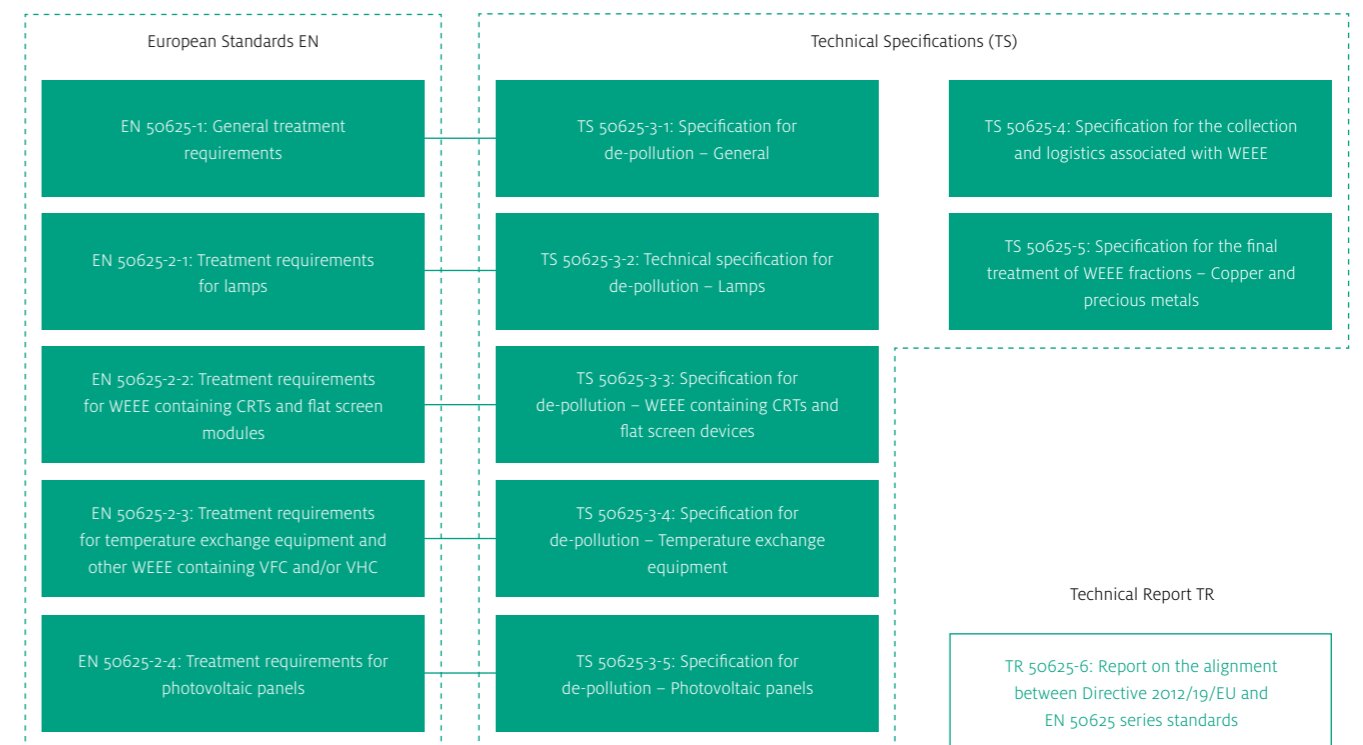 European Standards EN
EN 50625-1: General treatment
requirements
EN 50625-2-1: Treatment requirements
for lamps
EN 50625-2-2: Treatment requirements
for WEEE containing CRTs and flat screen
modules
EN 50625-2-3: Treatment requirements
for temperature exchange equipment and
other WEEE containing VFC and/or VHC
EN 50625-2-4: Treatment requirements for
photovoltaic panels
Technical Specifications (TS)
TS 50625-3-1: Specification for
de-pollution – General
TS 50625-3-2: Technical specification for
de-pollution – Lamps
TS 50625-3-3: Specification for
de-pollution – WEEE containing CRTs and
flat screen devices
TS 50625-3-4: Specification for
de-pollution – Temperature exchange
equipment
TS 50625-3-5: Specification for
de-pollution – Photovoltaic panels
TS 50625-4: Specification for the collection
and logistics associated with WEEE
TS 50625-5: Specification for the final
treatment of WEEE fractions – Copper and
precious metals
Technical Report TR
TR 50625-6: Report on the alignment
between Directive 2012/19/EU and
EN 50625 series standards